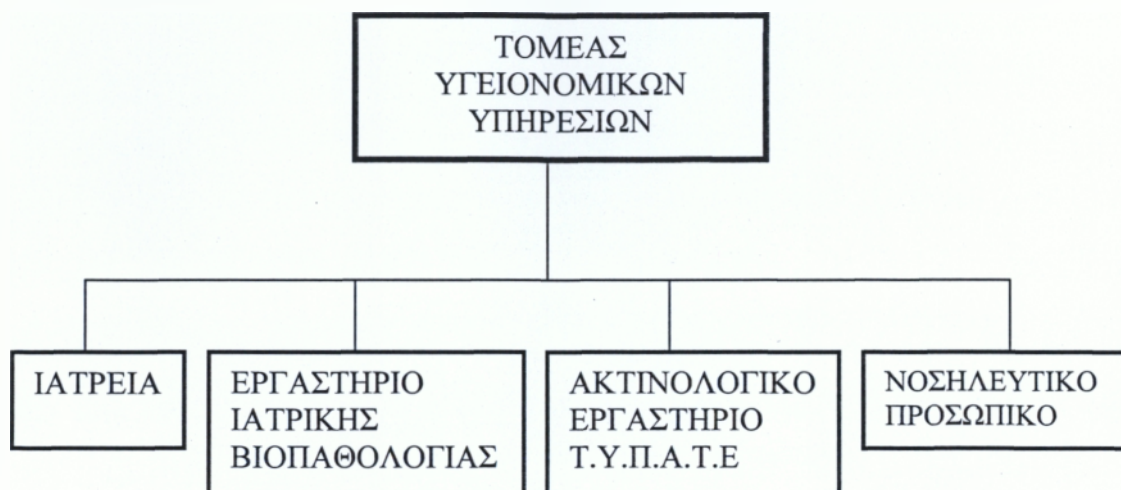 ΤΟΜΕΑΣ
ΥΓΕΙΟΝΟΜΙΚΩΝ
ΥΠΗΡΕΣΙΩΝ
ΙΑΤΡΕΙΑ
ΕΡΓΑΣΤΗΡΙΟ
ΙΑΤΡΙΚΗΣ
ΒΙΟΠΑΘΟΛΟΓΙΑΣ
ΑΚΤΙΝΟΛΟΓΙΚΟ
ΕΡΓΑΣΤΗΡΙΟ
Τ.Υ.Π.Α.Τ.Ε
ΝΟΣΗΛΕΥΤΙΚΟ
ΠΡΟΣΩΠΙΚΟ